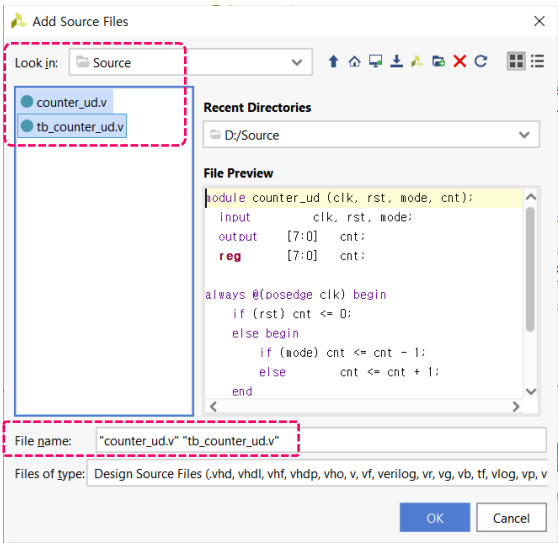 Add Source Files
Look in: Source
counter_ud.v
tb_counter_ud.v
Recent Directories
D:/Source
File Preview
module counter_ud (clk, rst, mode, cnt);
input clk, rst, mode;
output [7:0] cnt;
reg [7:0] cnt;
always @(posedge clk) begin
if (rst) cnt <= 0;
else begin
if (mode) cnt <= cnt - 1;
else cnt <= cnt + 1;
end
File name: "counter_ud.v" "tb_counter_ud.v"
Files of type: Design Source Files (.vhd, vhdl, vhf, vhdp, vho, v, vf, verilog, vr, vg, vb, tf, vlog, vp, v
OK Cancel